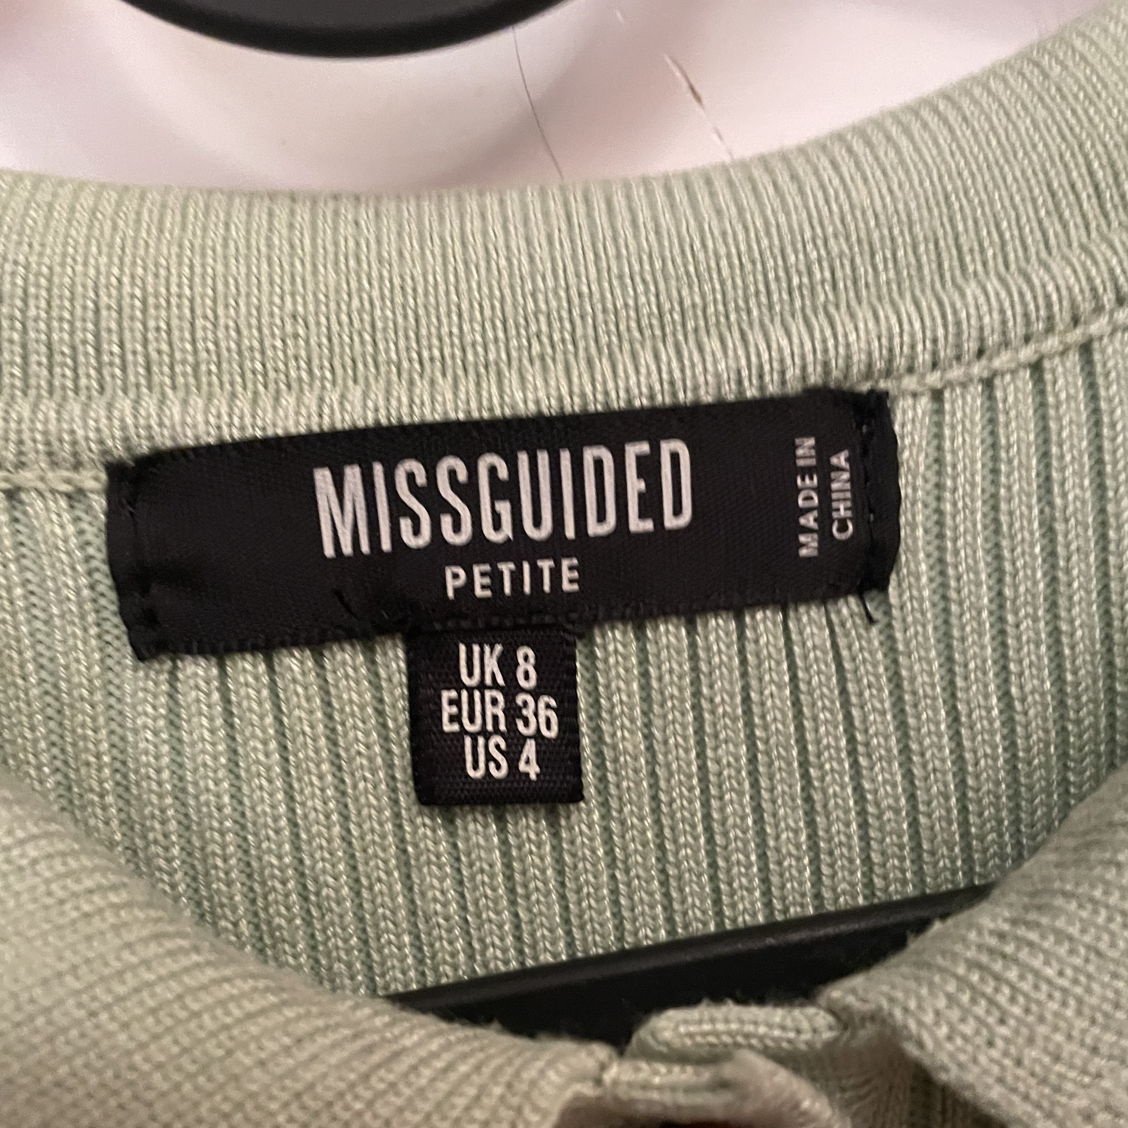 MISSGUIDED
PETITE
MADE IN
CHINA
UK 8
EUR 36
US 4